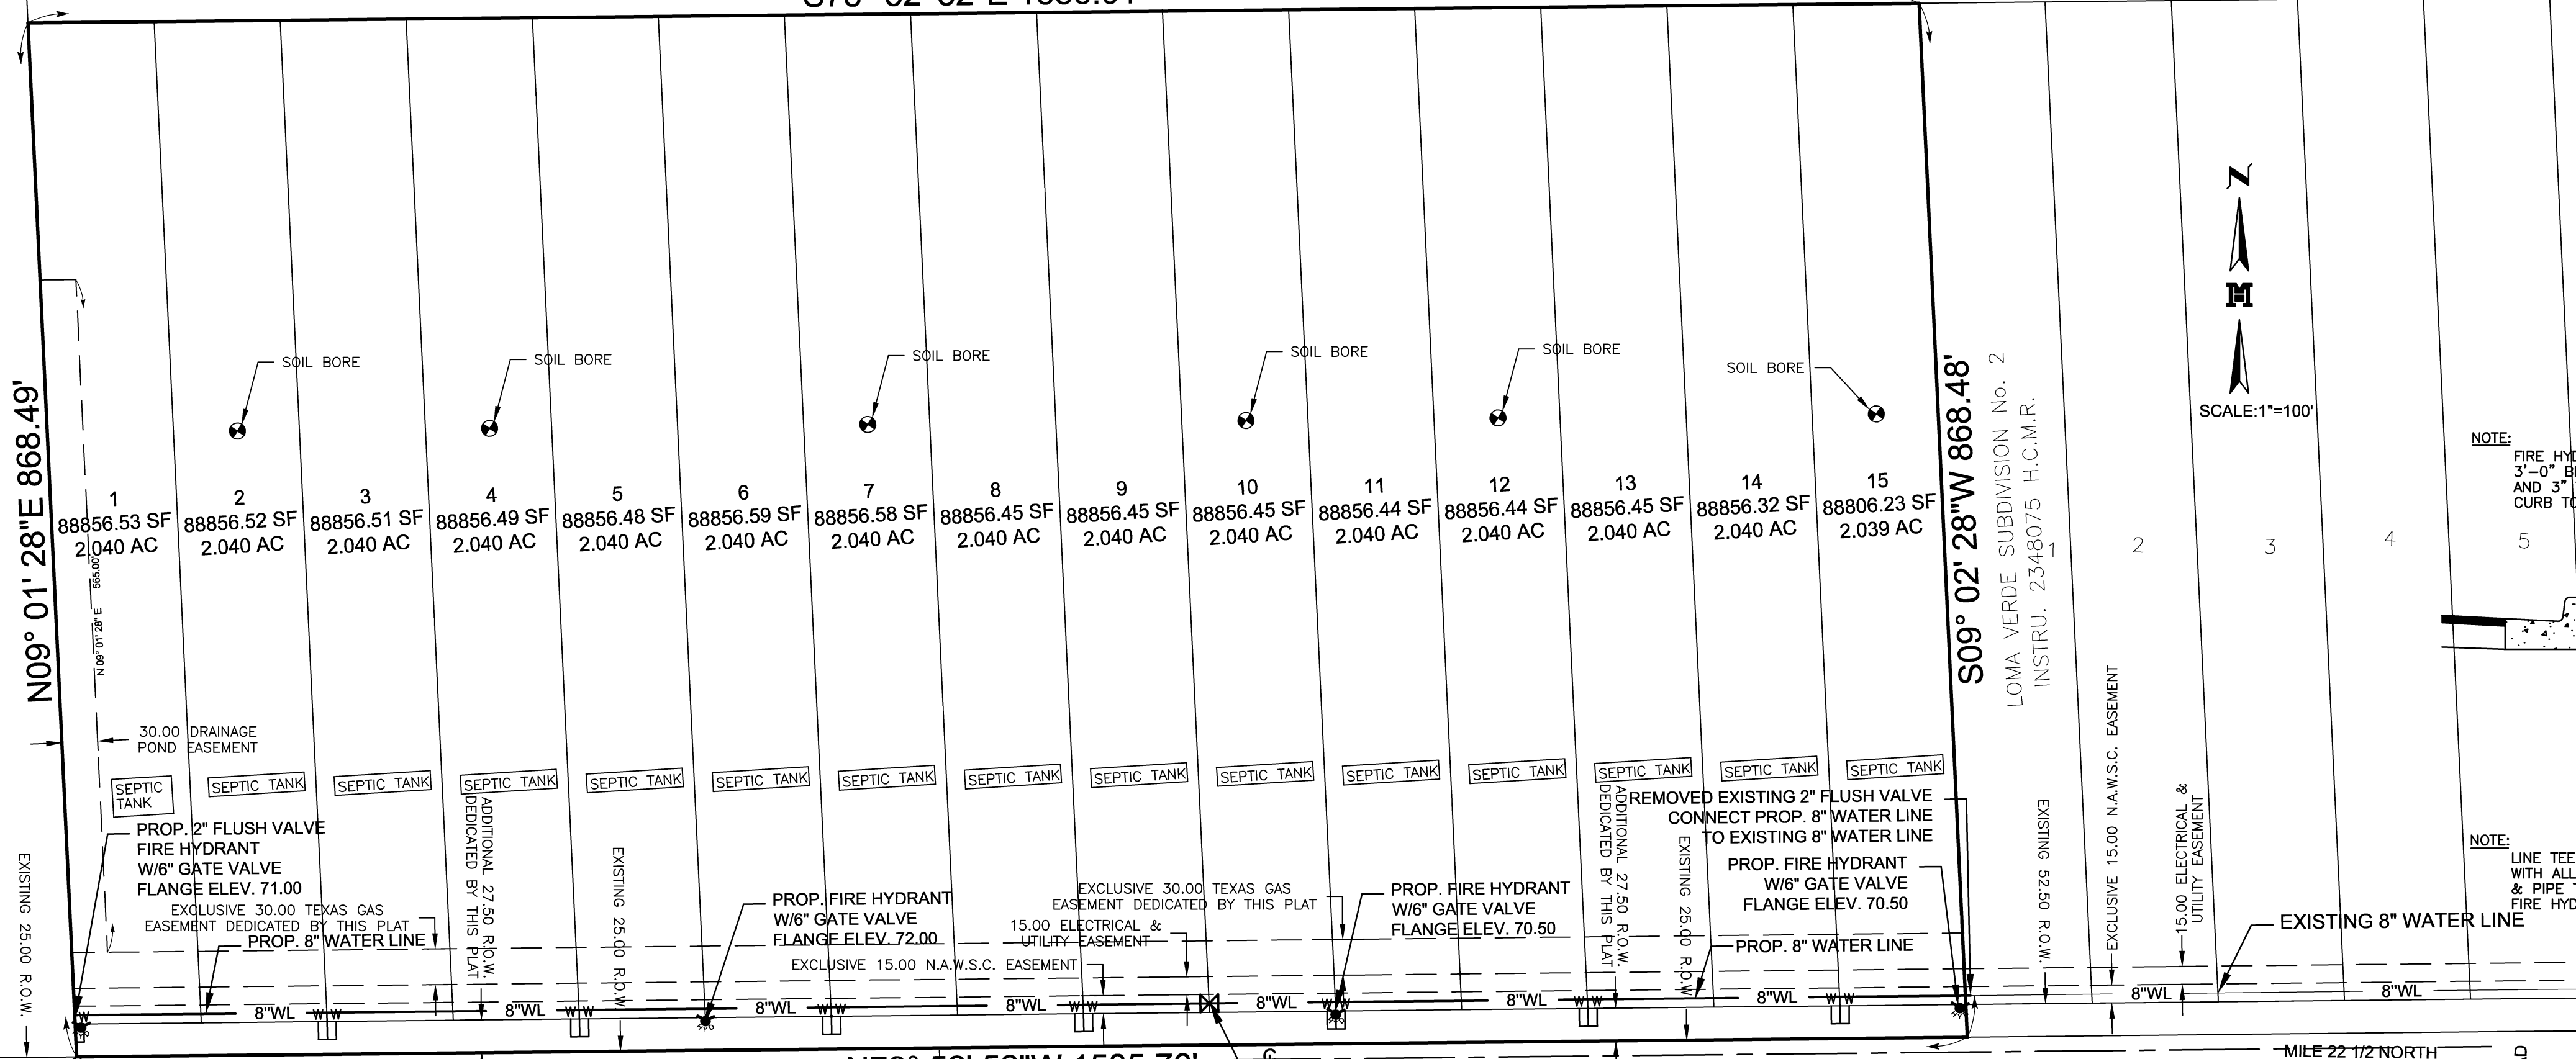 N09° 01' 28"E 868.49'
SOIL BORE
SOIL BORE
SOIL BORE
SOIL BORE
SOIL BORE
SOIL BORE
1
88856.53 SF
2.040 AC
2
88856.52 SF
2.040 AC
3
88856.51 SF
2.040 AC
4
88856.49 SF
2.040 AC
5
88856.48 SF
2.040 AC
6
88856.59 SF
2.040 AC
7
88856.58 SF
2.040 AC
8
88856.45 SF
2.040 AC
9
88856.45 SF
2.040 AC
10
88856.45 SF
2.040 AC
11
88856.44 SF
2.040 AC
12
88856.44 SF
2.040 AC
13
88856.45 SF
2.040 AC
14
88856.32 SF
2.040 AC
15
88806.23 SF
2.039 AC
S09° 02' 28"W 868.48'
LOMA VERDE SUBDIVISION No. 2
INSTRU. 2348075 H.C.M.R.
1
2
3
4
5
N
SCALE:1"=100'
NOTE:
FIRE
3'-0"
AND 3"
CURB
N 09° 01' 28" E 565.00'
30.00 DRAINAGE
POND EASEMENT
SEPTIC
TANK
SEPTIC TANK
SEPTIC TANK
SEPTIC TANK
SEPTIC TANK
SEPTIC TANK
SEPTIC TANK
SEPTIC TANK
SEPTIC TANK
SEPTIC TANK
SEPTIC TANK
SEPTIC TANK
SEPTIC TANK
SEPTIC TANK
SEPTIC TANK
PROP. 2" FLUSH VALVE
FIRE HYDRANT
W/6" GATE VALVE
FLANGE ELEV. 71.00
EXCLUSIVE 30.00 TEXAS GAS
EASEMENT DEDICATED BY THIS PLAT
PROP. 8" WATER LINE
EXISTING 25.00 R.O.W.
ADDITIONAL 27.50 R.O.W.
DEDICATED BY THIS PLAT
EXISTING 25.00 R.O.W
PROP. FIRE HYDRANT
W/6" GATE VALVE
FLANGE ELEV. 72.00
EXCLUSIVE 15.00 N.A.W.S.C. EASEMENT
EXCLUSIVE 30.00 TEXAS GAS
EASEMENT DEDICATED BY THIS PLAT
15.00 ELECTRICAL &
UTILITY EASEMENT
PROP. FIRE HYDRANT
W/6" GATE VALVE
FLANGE ELEV. 70.50
ADDITIONAL 27.50 R.O.W.
DEDICATED BY THIS PLAT
EXISTING 25.00 R.O.W
REMOVED EXISTING 2" FLUSH VALVE
CONNECT PROP. 8" WATER LINE
TO EXISTING 8" WATER LINE
PROP. FIRE HYDRANT
W/6" GATE VALVE
FLANGE ELEV. 70.50
PROP. 8" WATER LINE
EXISTING 52.50 R.O.W.
EXCLUSIVE 15.00 N.A.W.S.C. EASEMENT
15.00 ELECTRICAL &
UTILITY EASEMENT
EXISTING 8" WATER LINE
NOTE:
LINE TEE
WITH
& PIPE
FIRE
W
8"WL
W W
8"WL
W W
8"WL
W W
8"WL
W W
8"WL
W W
8"WL
W W
8"WL
W W
8"WL
8"WL
MILE 22 1/2 NORTH